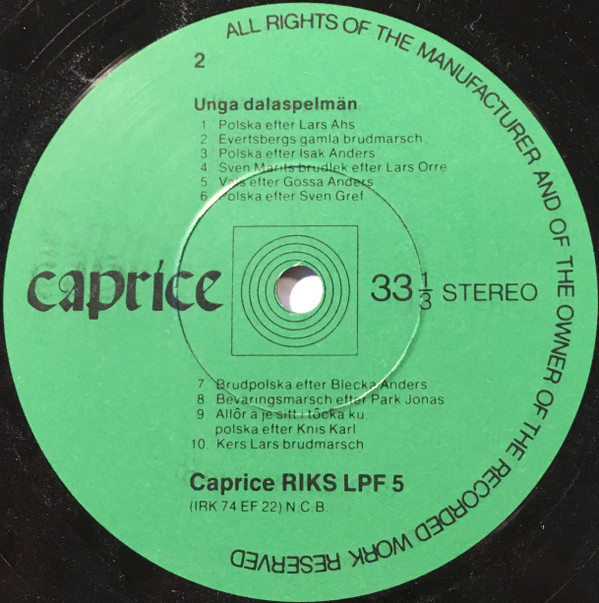 ALL RIGHTS OF THE MANUFACTURER AND OF THE OWNER OF THE RECORDED WORK RESERVED
2
Unga dalaspelmän
1 Polska efter Lars Ahs
2 Evertsbergs gamla brudmarsch
3 Polska efter Isak Anders
4 Sven Marits brudlek efter Lars Orre
5 Vals efter Gössa Anders
6 Polska efter Sven Gref
caprice
33 1/3 STEREO
7 Brudpolska efter Blecka Anders
8 Bevaringsmarsch efter Park Jonas
9 Allôr a je sitt i tôcka ku.
polska efter Knis Karl
10 Kers Lars brudmarsch
Caprice RIKS LPF 5
(IRK 74 EF 22) N.C.B.